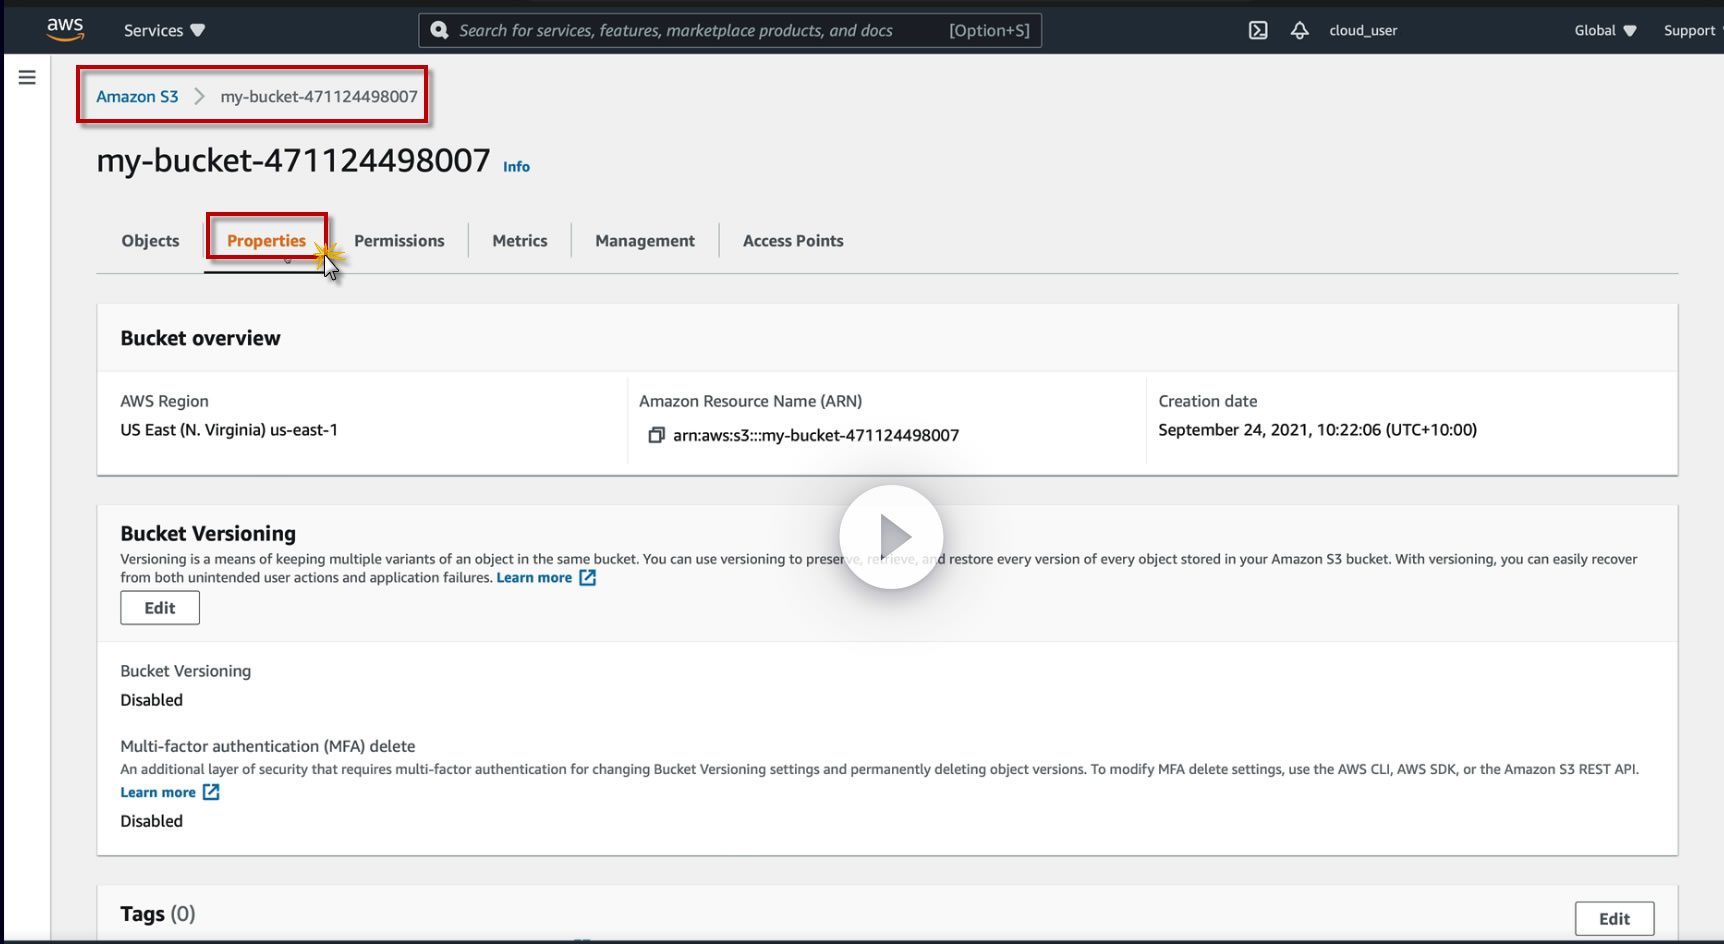 aws Services Search for services, features, marketplace products, and docs [Option+S] cloud_user Global Support
Amazon S3 my-bucket-471124498007
my-bucket-471124498007 Info
Objects Properties Permissions Metrics Management Access Points
Bucket overview
AWS Region Amazon Resource Name (ARN) Creation date
US East (N. Virginia) us-east-1 arn:aws:s3:::my-bucket-471124498007 September 24, 2021, 10:22:06 (UTC+10:00)
Bucket Versioning
Versioning is a means of keeping multiple variants of an object in the same bucket. You can use versioning to preserve, retrieve, and restore every version of every object stored in your Amazon S3 bucket. With versioning, you can easily recover
from both unintended user actions and application failures. Learn more
Edit
Bucket Versioning
Disabled
Multi-factor authentication (MFA) delete
An additional layer of security that requires multi-factor authentication for changing Bucket Versioning settings and permanently deleting object versions. To modify MFA delete settings, use the AWS CLI, AWS SDK, or the Amazon S3 REST API.
Learn more
Disabled
Tags (0) Edit